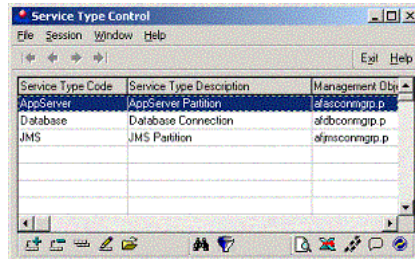 Service Type Control
File Session Window Help
Exit Help
Service Type Code Service Type Description Management Obj
AppServer AppServer Partition afasconmgrp.p
Database Database Connection afdbconmgrp.p
JMS JMS Partition afjmsconmgrp.p